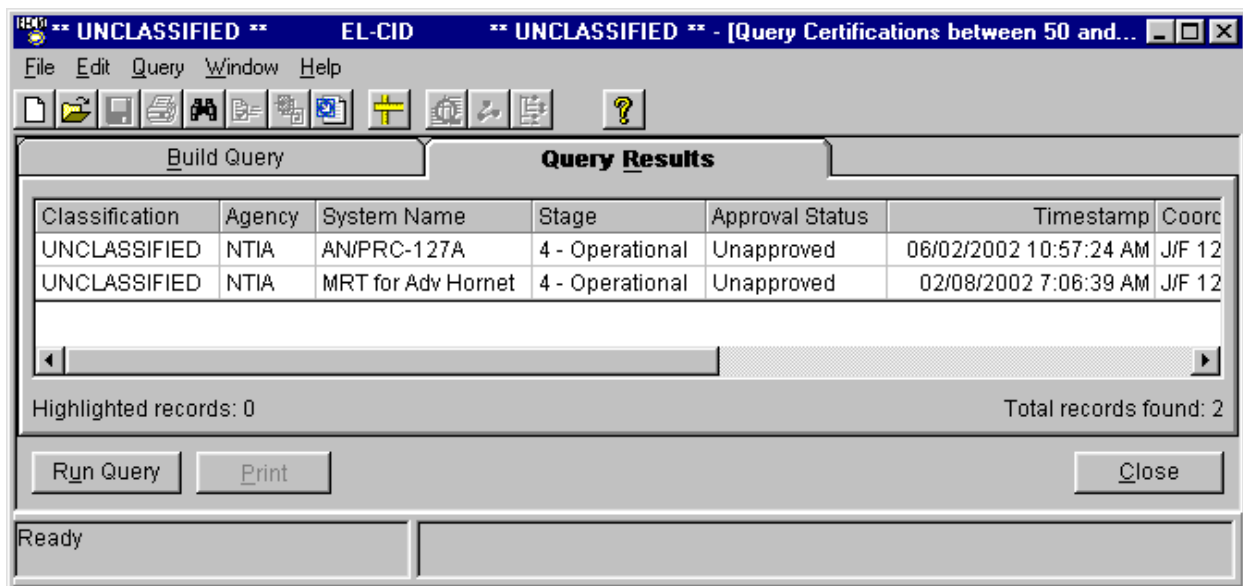 ** UNCLASSIFIED ** EL-CID ** UNCLASSIFIED ** - [Query Certifications between 50 and...
File Edit Query Window Help
Build Query Query Results
Classification Agency System Name Stage Approval Status Timestamp Coord
UNCLASSIFIED NTIA AN/PRC-127A 4 - Operational Unapproved 06/02/2002 10:57:24 AM J/F 12
UNCLASSIFIED NTIA MRT for Adv Hornet 4 - Operational Unapproved 02/08/2002 7:06:39 AM J/F 12
Highlighted records: 0 Total records found: 2
Run Query Print Close
Ready